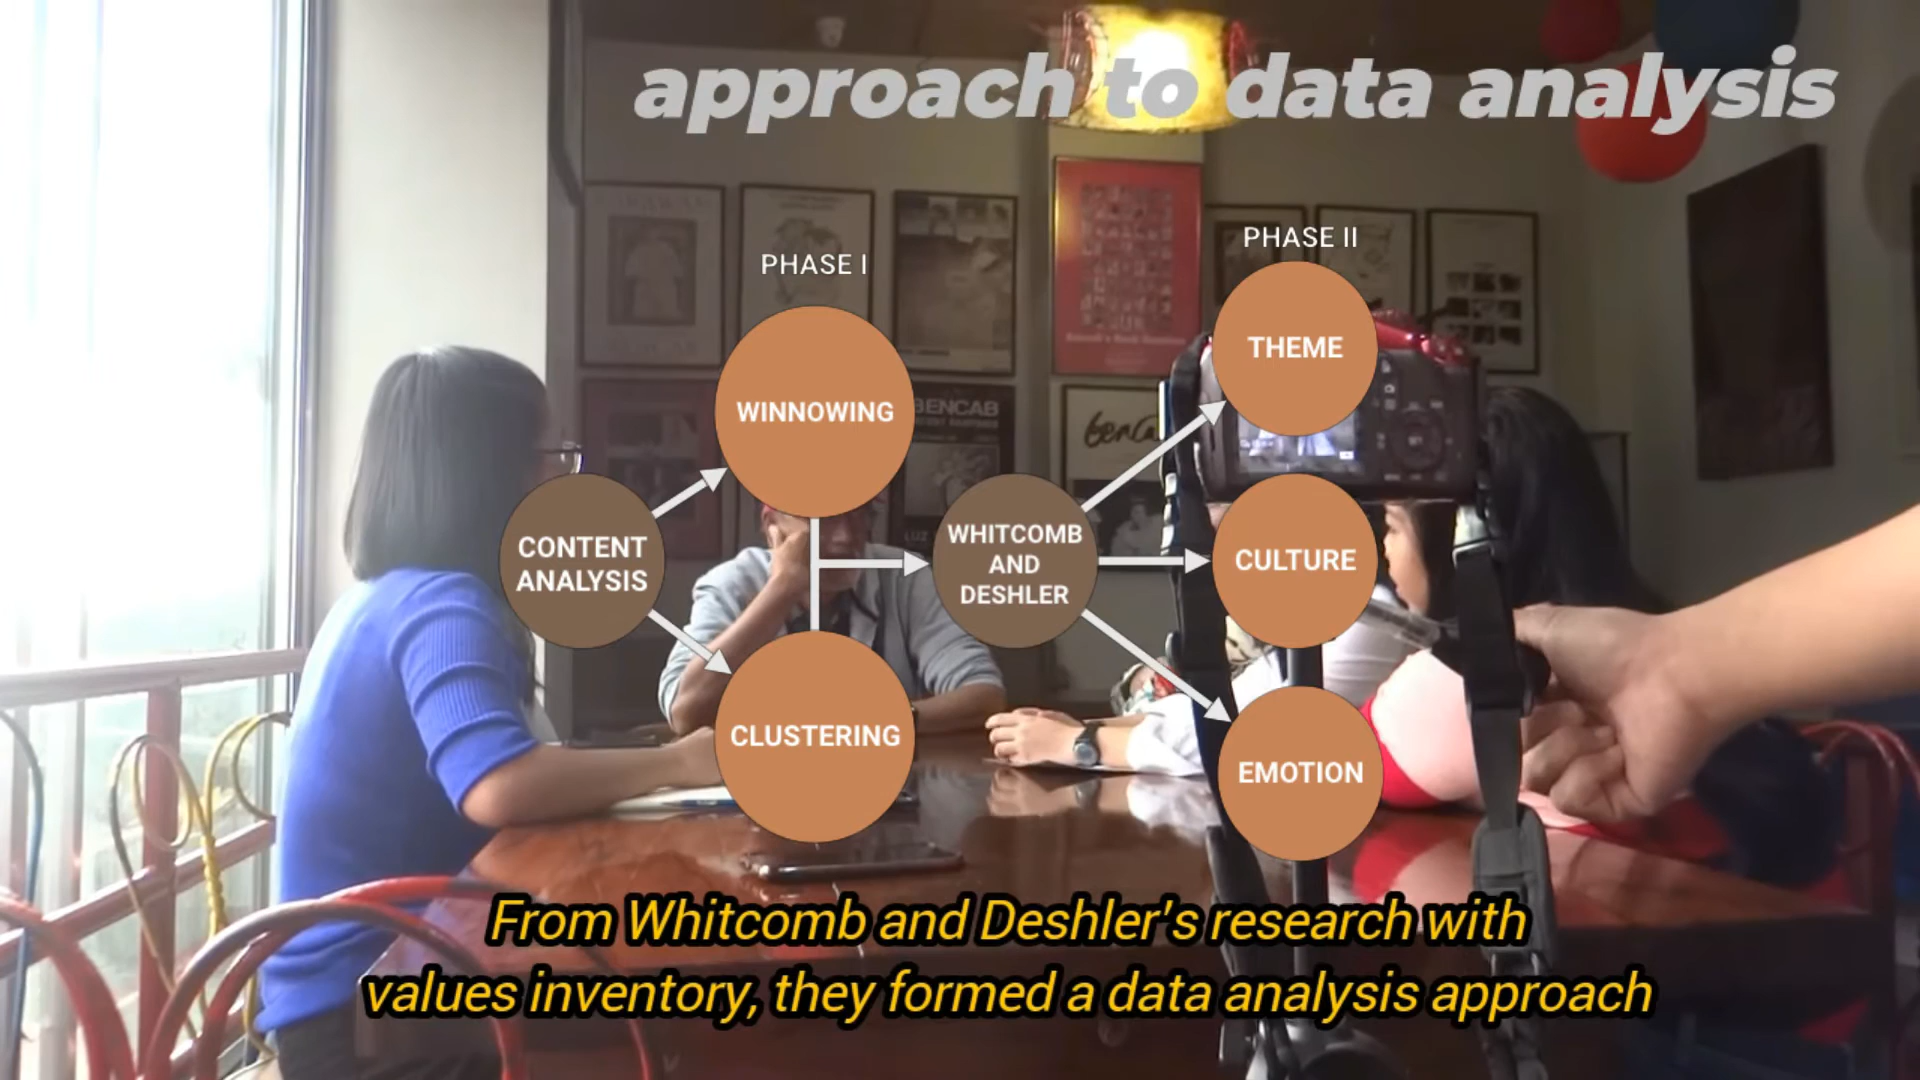 approach to data analysis
PHASE I
PHASE II
WINNOWING
THEME
CONTENT
ANALYSIS
WHITCOMB
AND
DESHLER
CULTURE
CLUSTERING
EMOTION
BENCAB
LUZ
From Whitcomb and Deshler's research with
values inventory, they formed a data analysis approach